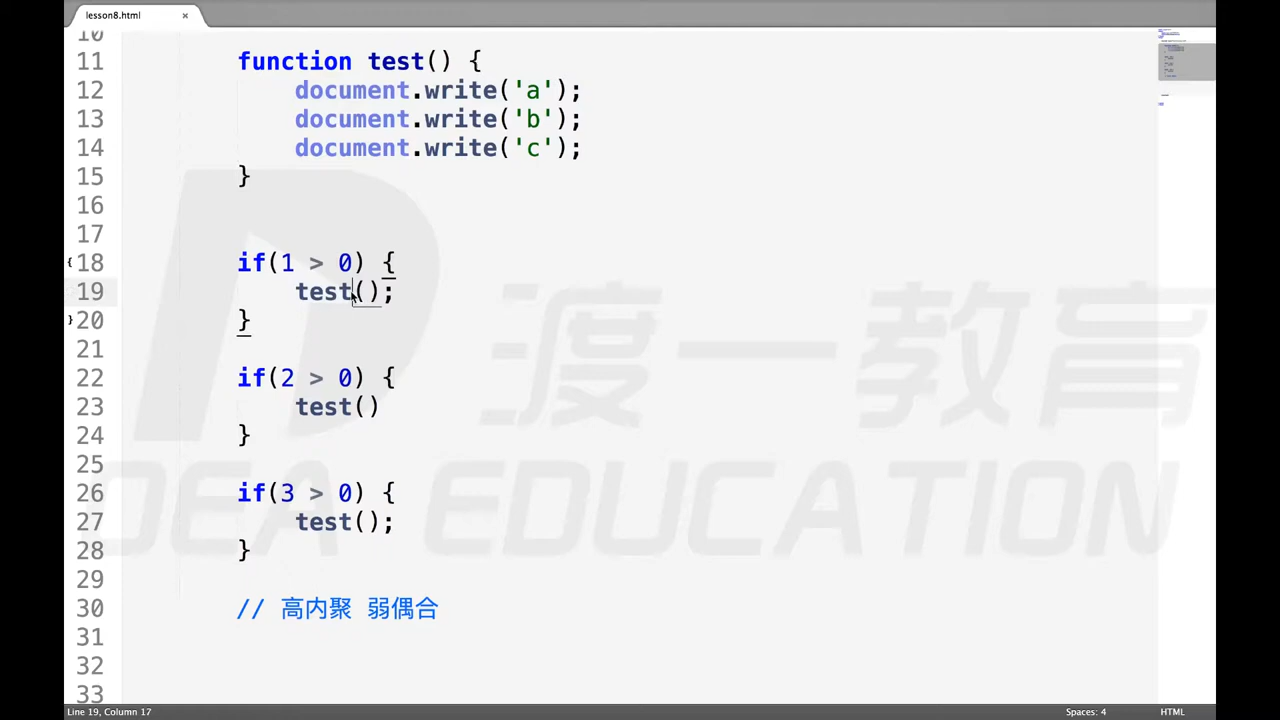 lesson8.html ×
10
11 function test() {
12 document.write('a');
13 document.write('b');
14 document.write('c');
15 }
16
17
18 if(1 > 0) {
19 test();
20 }
21
22 if(2 > 0) {
23 test()
24 }
25
26 if(3 > 0) {
27 test();
28 }
29
30 // 高内聚 弱偶合
31
32
33
渡一教育
DEA EDUCATION
Line 19, Column 17 Spaces: 4 HTML